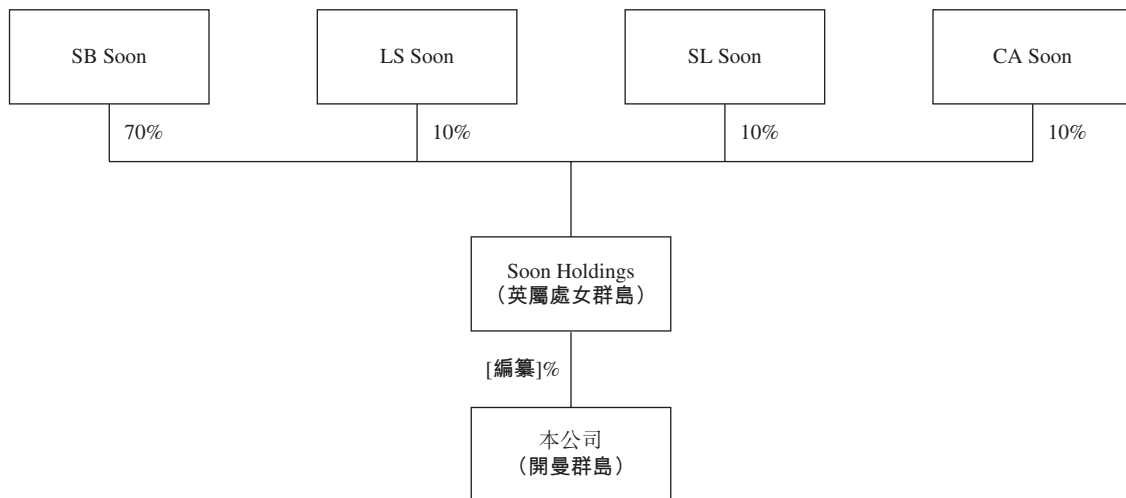 SB Soon
LS Soon
SL Soon
CA Soon
70%
10%
10%
10%
Soon Holdings
（英屬處女群島）
[編纂]%
本公司
（開曼群島）